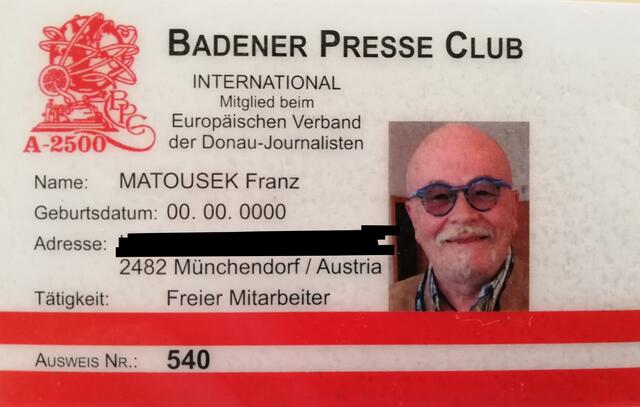 BADENER PRESSE CLUB
INTERNATIONAL
Mitglied beim
Europäischen Verband
der Donau-Journalisten
BPC
A-2500
Name: MATOUSEK Franz
Geburtsdatum: 00. 00. 0000
Adresse:
2482 Münchendorf / Austria
Tätigkeit: Freier Mitarbeiter
AUSWEIS NR.: 540